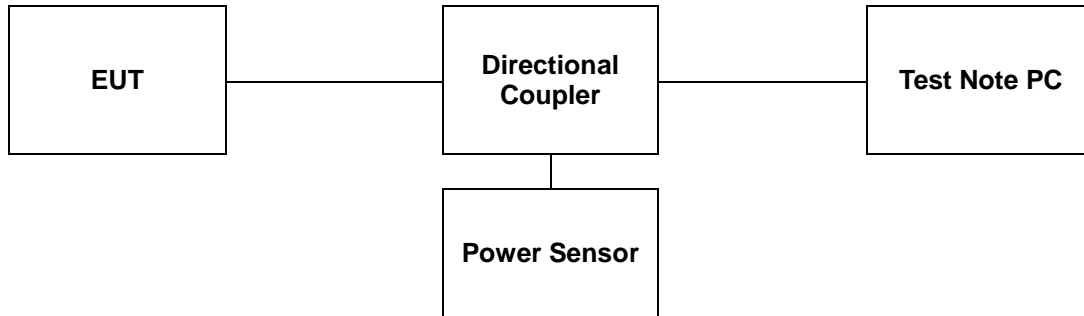 EUT
Directional
Coupler
Test Note PC
Power Sensor